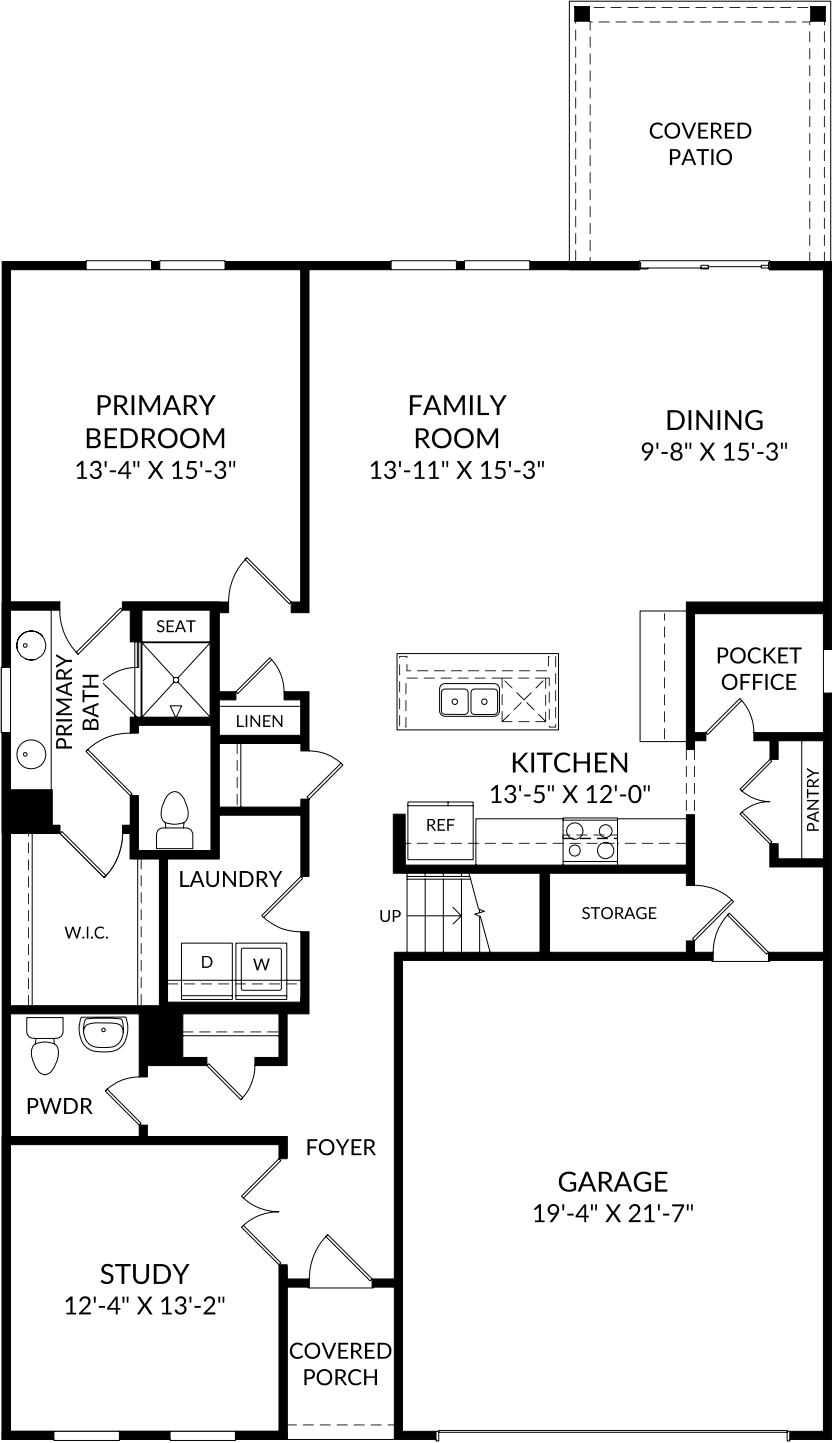 COVERED
PATIO
PRIMARY
BEDROOM
13'-4" X 15'-3"
FAMILY
ROOM
13'-11" X 15'-3"
DINING
9'-8" X 15'-3"
SEAT
PRIMARY
BATH
LINEN
POCKET
OFFICE
KITCHEN
13'-5" X 12'-0"
PANTRY
REF
LAUNDRY
UP
STORAGE
W.I.C.
D
W
PWDR
FOYER
GARAGE
19'-4" X 21'-7"
STUDY
12'-4" X 13'-2"
COVERED
PORCH